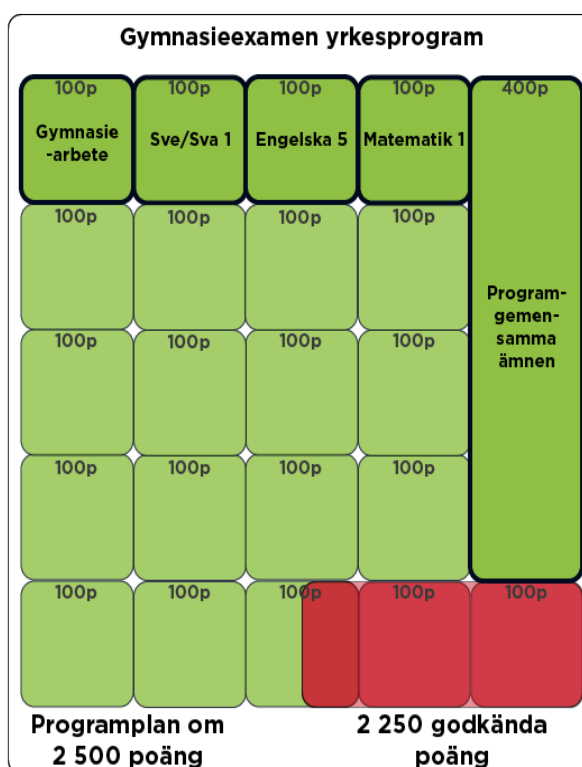 Gymnasieexamen yrkesprogram
100p 100p 100p 100p 400p
Gymnasie
-arbete
Sve/Sva 1
Engelska 5
Matematik 1
100p 100p 100p 100p
Program-
gemen-
samma
ämnen
100p 100p 100p 100p
100p 100p 100p 100p
100p 100p 100p 100p 100p
Programplan om
2 500 poäng
2 250 godkända
poäng